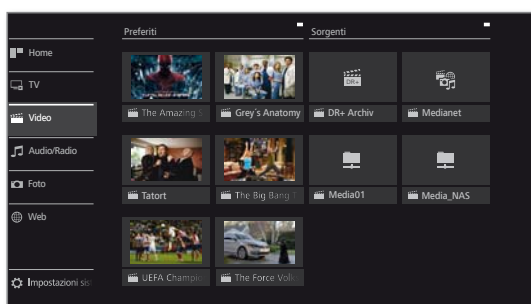 Preferiti
Sorgenti
Home
TV
Video
Audio/Radio
Foto
Web
Impostazioni sis
The Amazing S
Grey's Anatomy
DR+
DR+ Archiv
Medianet
Tatort
The Big Bang T
Media01
Media_NAS
UEFA Champio
The Force Volk